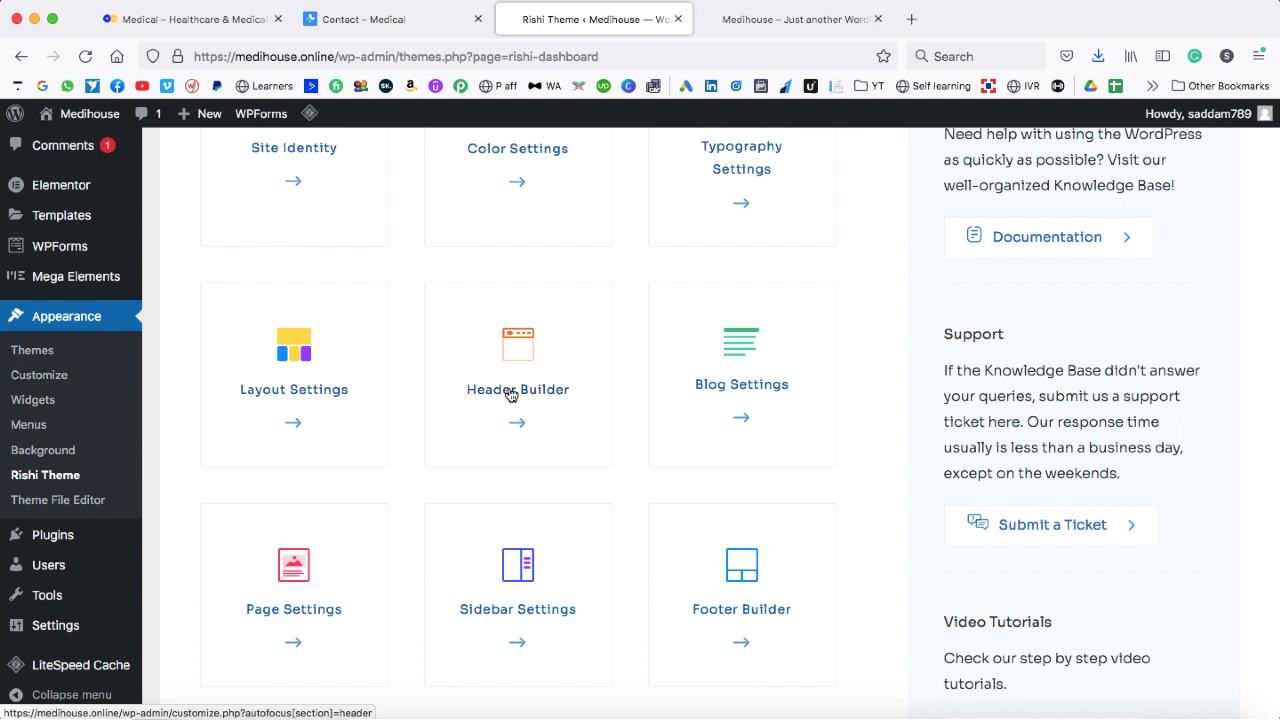 Medical – Healthcare & Medical
Contact – Medical
Rishi Theme ‹ Medihouse — Wo
Medihouse – Just another Word
https://medihouse.online/wp-admin/themes.php?page=rishi-dashboard
Search
Learners
P aff
WA
YT
Self learning
IVR
Other Bookmarks
Medihouse
1
New
WPForms
Howdy, saddam789
Comments 1
Elementor
Templates
WPForms
Mega Elements
Appearance
Themes
Customize
Widgets
Menus
Background
Rishi Theme
Theme File Editor
Plugins
Users
Tools
Settings
LiteSpeed Cache
Collapse menu
Site Identity
Color Settings
Typography
Settings
Layout Settings
Header Builder
Blog Settings
Page Settings
Sidebar Settings
Footer Builder
Need help with using the WordPress
as quickly as possible? Visit our
well-organized Knowledge Base!
Documentation
Support
If the Knowledge Base didn't answer
your queries, submit us a support
ticket here. Our response time
usually is less than a business day,
except on the weekends.
Submit a Ticket
Video Tutorials
Check our step by step video
tutorials.
https://medihouse.online/wp-admin/customize.php?autofocus[section]=header